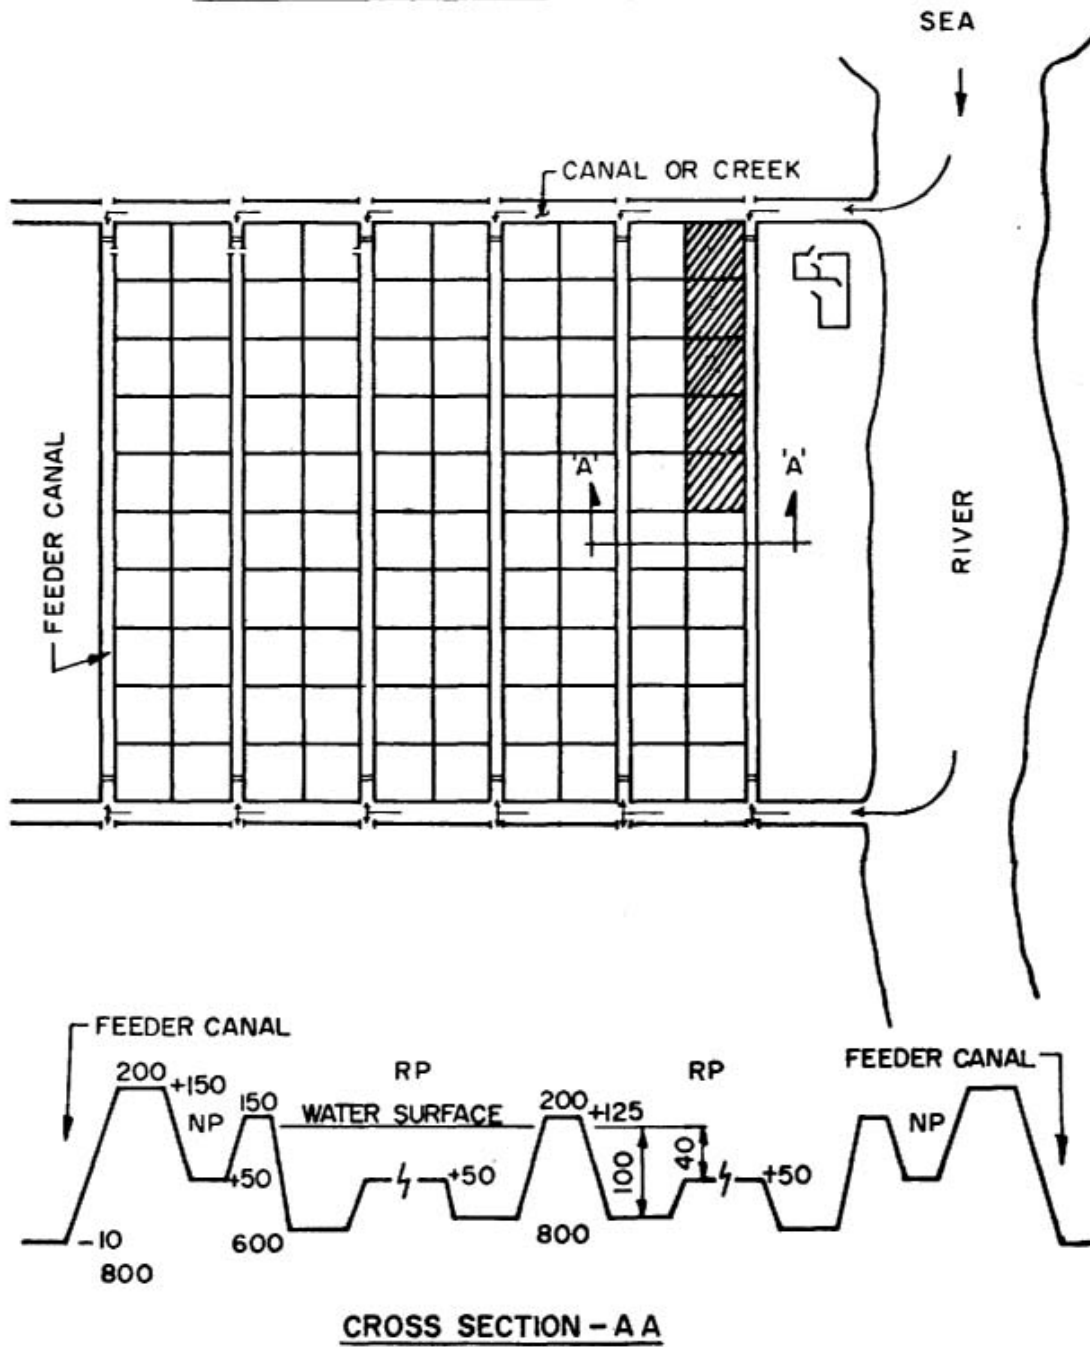 SEA
CANAL OR CREEK
'A'
'A'
FEEDER CANAL
RIVER
FEEDER CANAL
FEEDER CANAL
RP
RP
200
+150
150
NP
WATER SURFACE
200
+125
NP
+50
+50
100
40
+50
-10
800
600
800
CROSS SECTION - A A